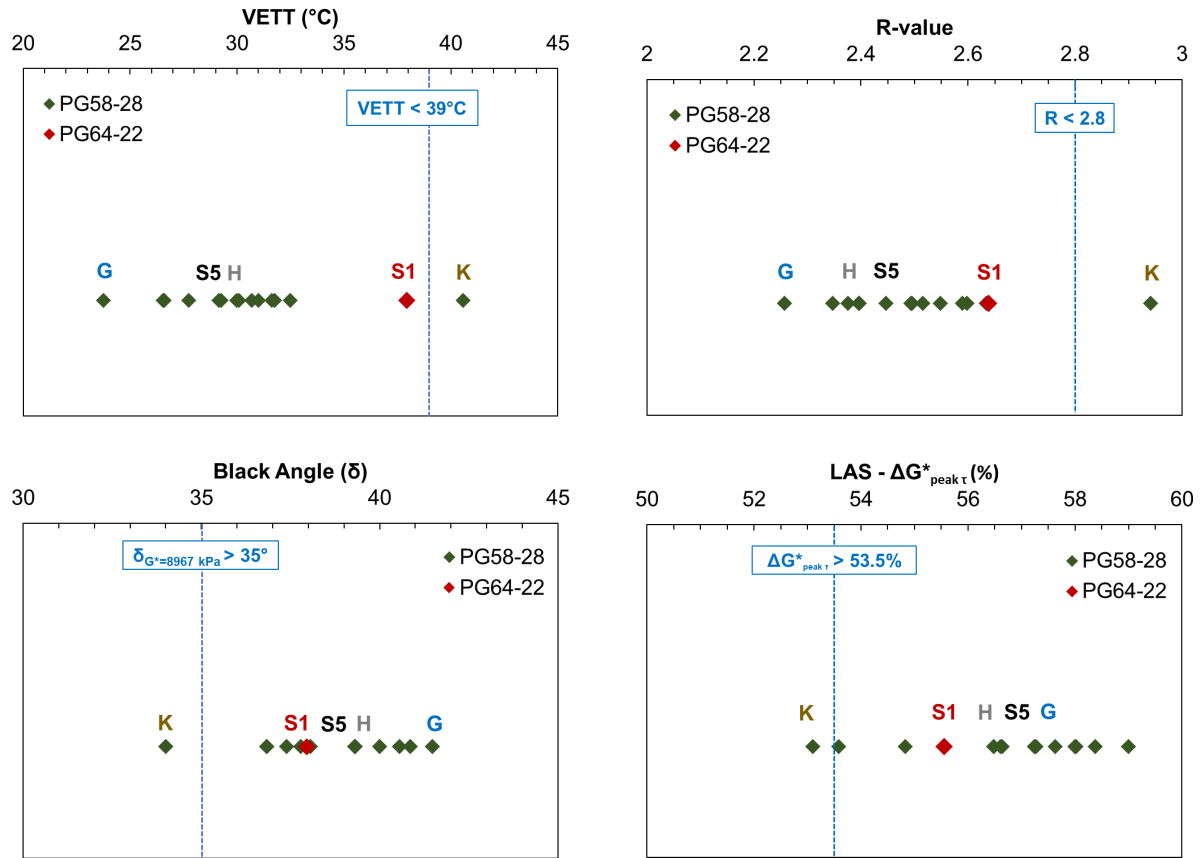 VETT (°C)
20 25 30 35 40 45
PG58-28
PG64-22
VETT < 39°C
G S5 H S1 K
R-value
2 2.2 2.4 2.6 2.8 3
PG58-28
PG64-22
R < 2.8
G H S5 S1 K
Black Angle (δ)
30 35 40 45
δG*=8967 kPa > 35°
PG58-28
PG64-22
K S1 S5 H G
LAS - ΔG*peak τ (%)
50 52 54 56 58 60
ΔG*peak τ > 53.5%
PG58-28
PG64-22
K S1 H S5 G